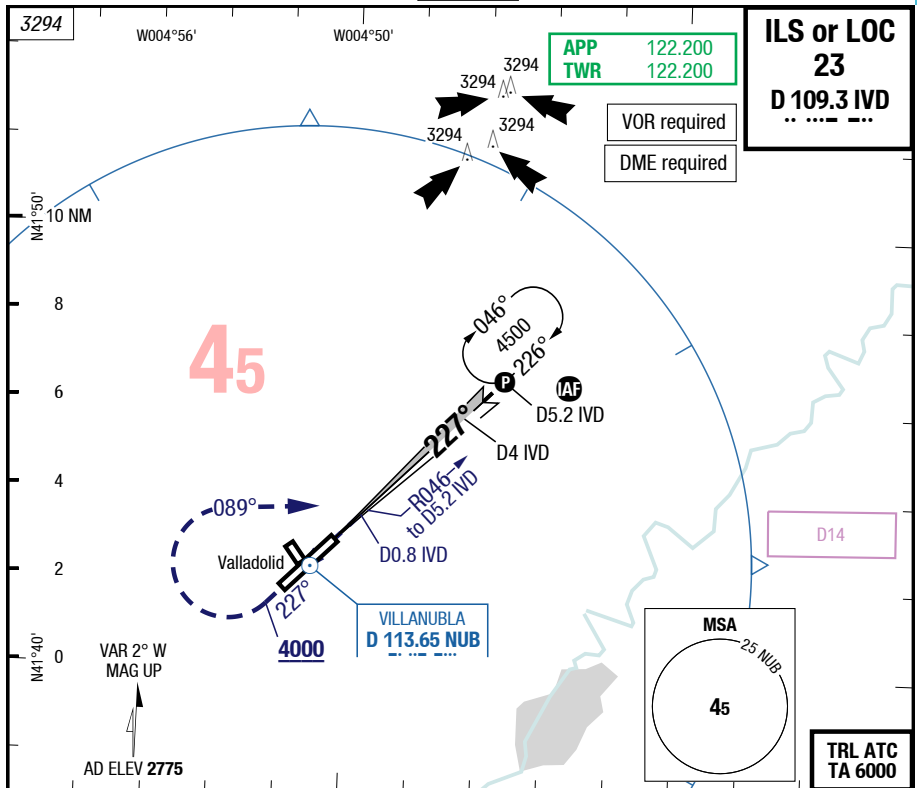 3294
W004°56'
W004°50'
APP 122.200
TWR 122.200
ILS or LOC
23
D 109.3 IVD
VOR required
DME required
3294
3294
3294
3294
N41°50'
10 NM
8
6
4
2
0
N41°40'
45
046°
4500
226°
P
IAF
D5.2 IVD
227°
D4 IVD
R046
to D5.2 IVD
D0.8 IVD
089°
Valladolid
227°
4000
VILLANUBLA
D 113.65 NUB
D14
VAR 2° W
MAG UP
AD ELEV 2775
MSA
25 NUB
45
TRL ATC
TA 6000